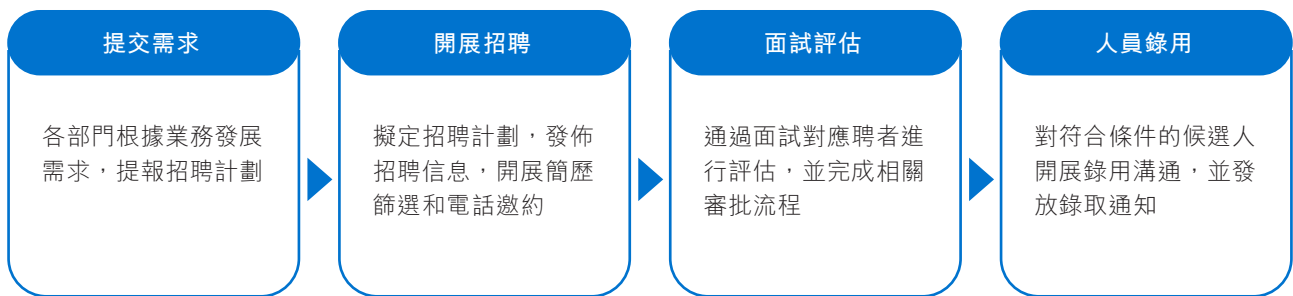 提交需求
各部門根據業務發展
需求，提報招聘計劃
開展招聘
擬定招聘計劃，發佈
招聘信息，開展簡歷
篩選和電話邀約
面試評估
通過面試對應聘者進
行評估，並完成相關
審批流程
人員錄用
對符合條件的候選人
開展錄用溝通，並發
放錄取通知